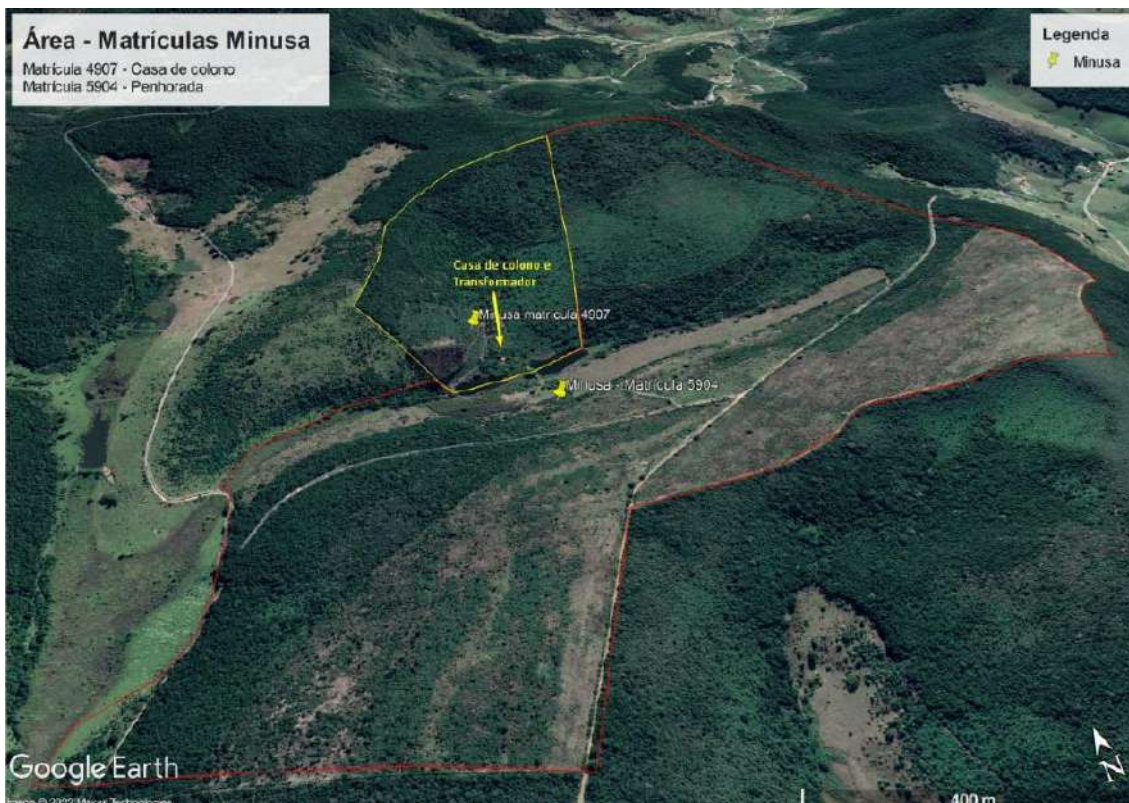 Área - Matrículas Minusa
Matrícula 4907 - Casa de colono
Matrícula 5904 - Penhorada
Legenda
Minusa
Casa de colono e
Transformador
Minusa matrícula 4907
Minusa - Matrícula 5904
Google Earth
N
400 m